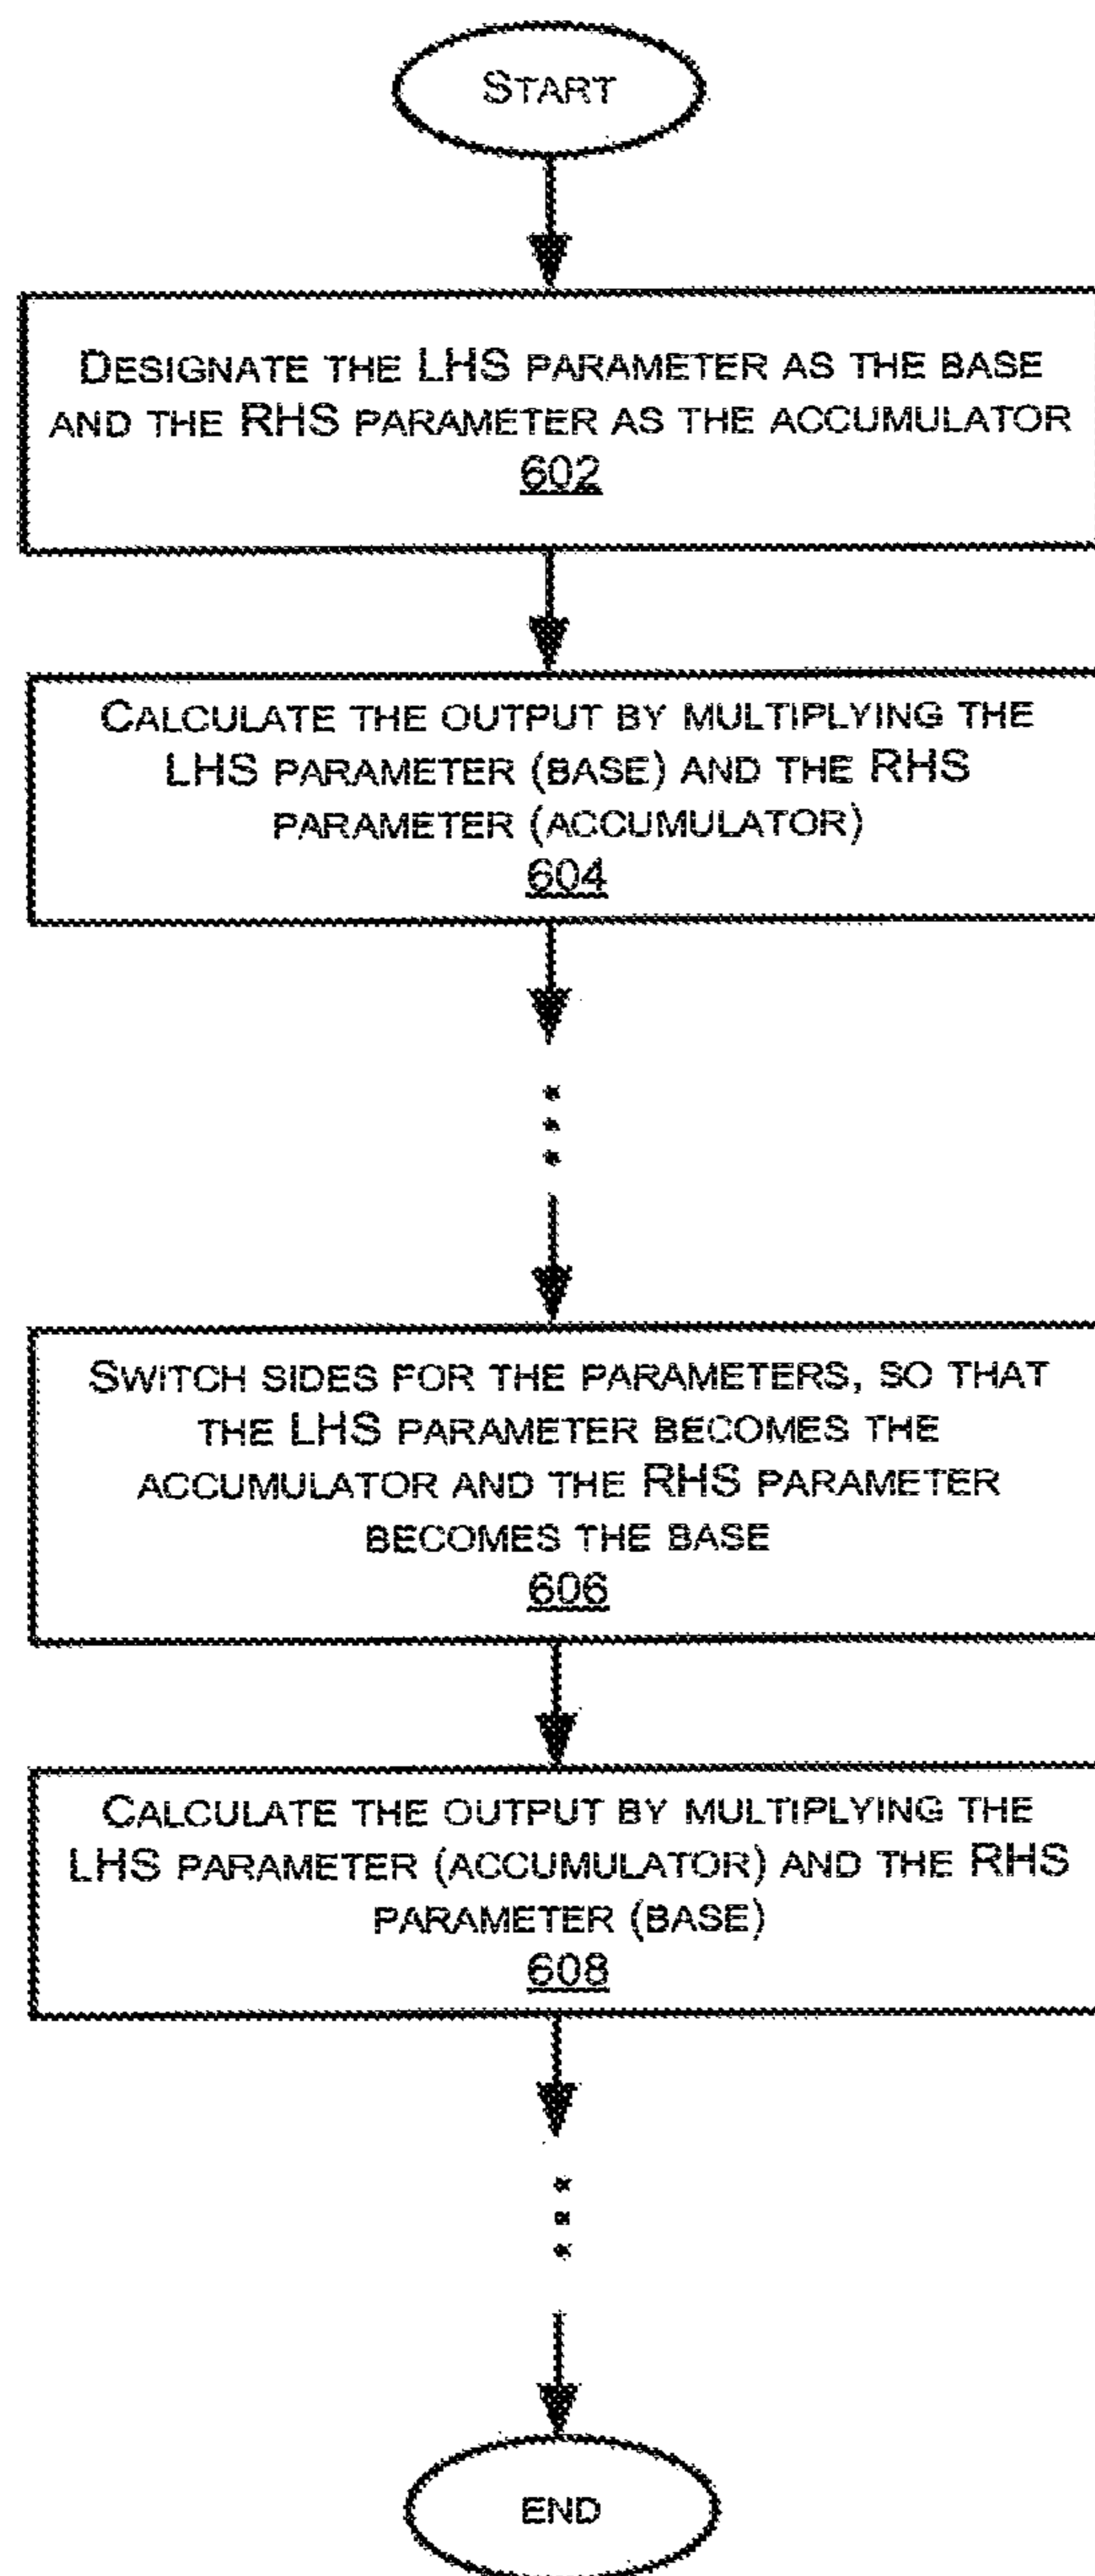 START
DESIGNATE THE LHS PARAMETER AS THE BASE
AND THE RHS PARAMETER AS THE ACCUMULATOR
602
CALCULATE THE OUTPUT BY MULTIPLYING THE
LHS PARAMETER (BASE) AND THE RHS
PARAMETER (ACCUMULATOR)
604
SWITCH SIDES FOR THE PARAMETERS, SO THAT
THE LHS PARAMETER BECOMES THE
ACCUMULATOR AND THE RHS PARAMETER
BECOMES THE BASE
606
CALCULATE THE OUTPUT BY MULTIPLYING THE
LHS PARAMETER (ACCUMULATOR) AND THE RHS
PARAMETER (BASE)
608
END